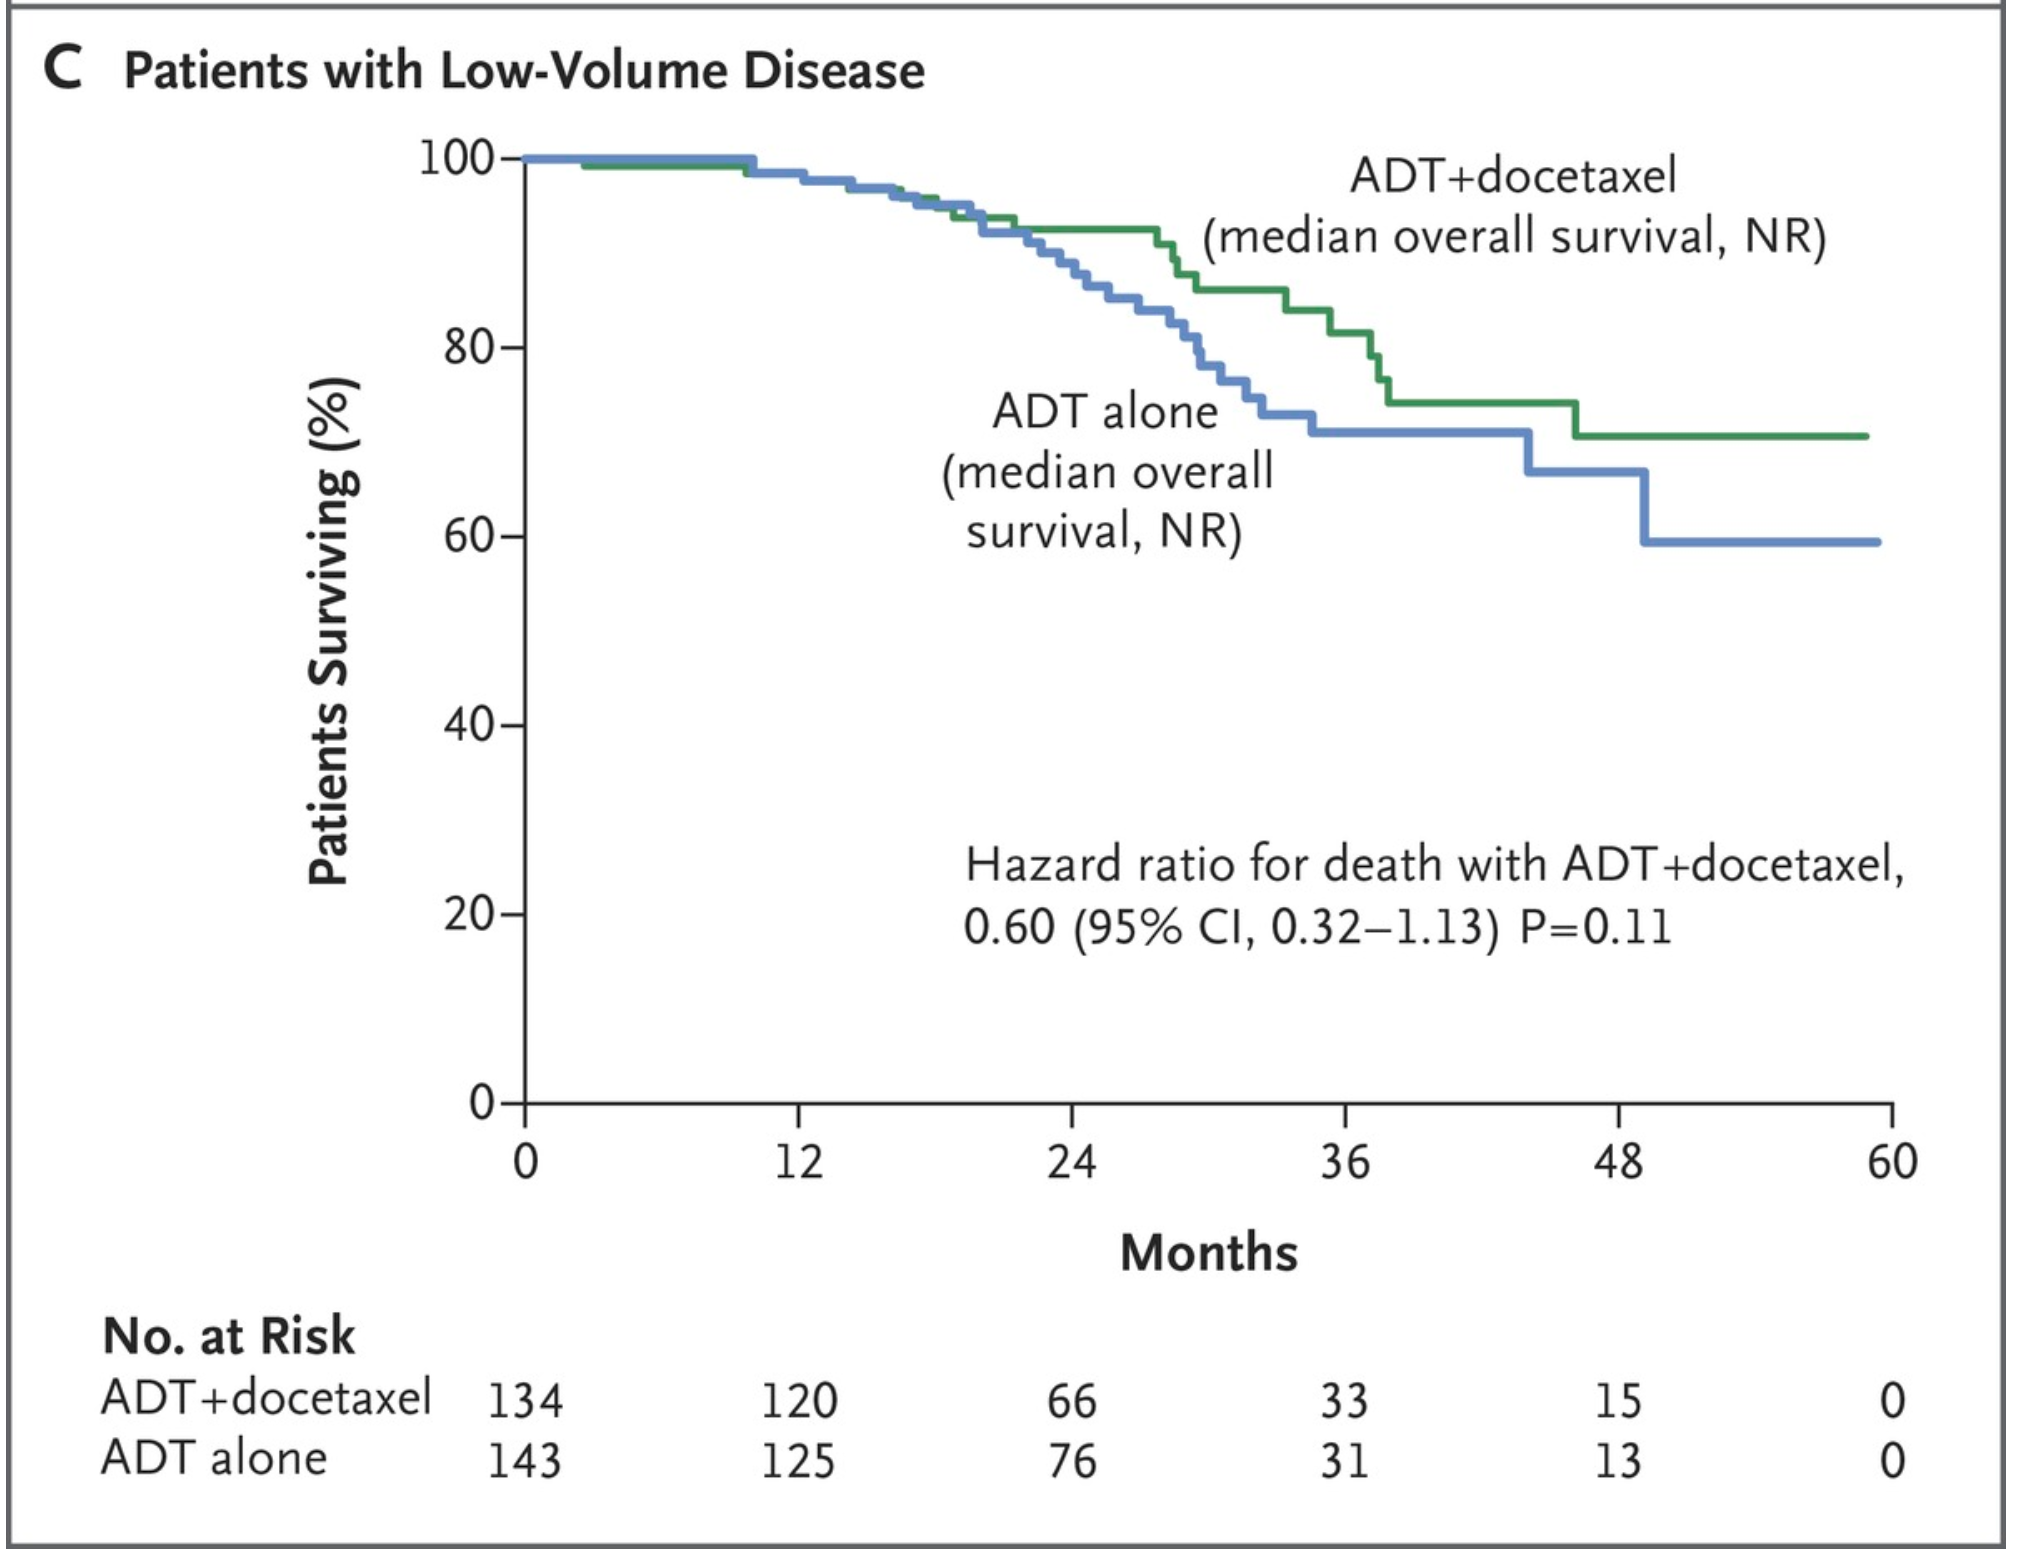 C Patients with Low-Volume Disease
100
80
60
40
20
0
Patients Surviving (%)
ADT+docetaxel
(median overall survival, NR)
ADT alone
(median overall
survival, NR)
Hazard ratio for death with ADT+docetaxel,
0.60 (95% CI, 0.32–1.13) P=0.11
0 12 24 36 48 60
Months
No. at Risk
ADT+docetaxel 134 120 66 33 15 0
ADT alone 143 125 76 31 13 0